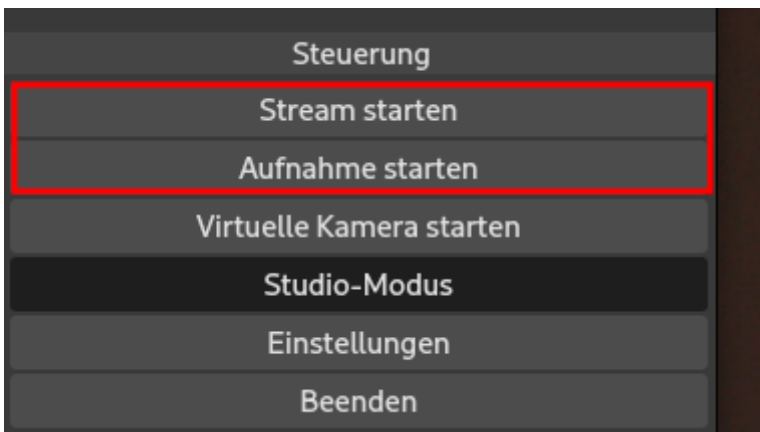 Steuerung
Stream starten
Aufnahme starten
Virtuelle Kamera starten
Studio-Modus
Einstellungen
Beenden